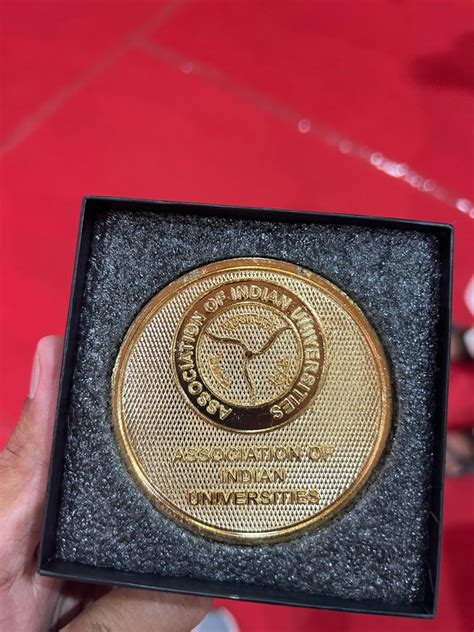 ASSOCIATION OF INDIAN UNIVERSITIES
ASSOCIATION OF
INDIAN
UNIVERSITIES